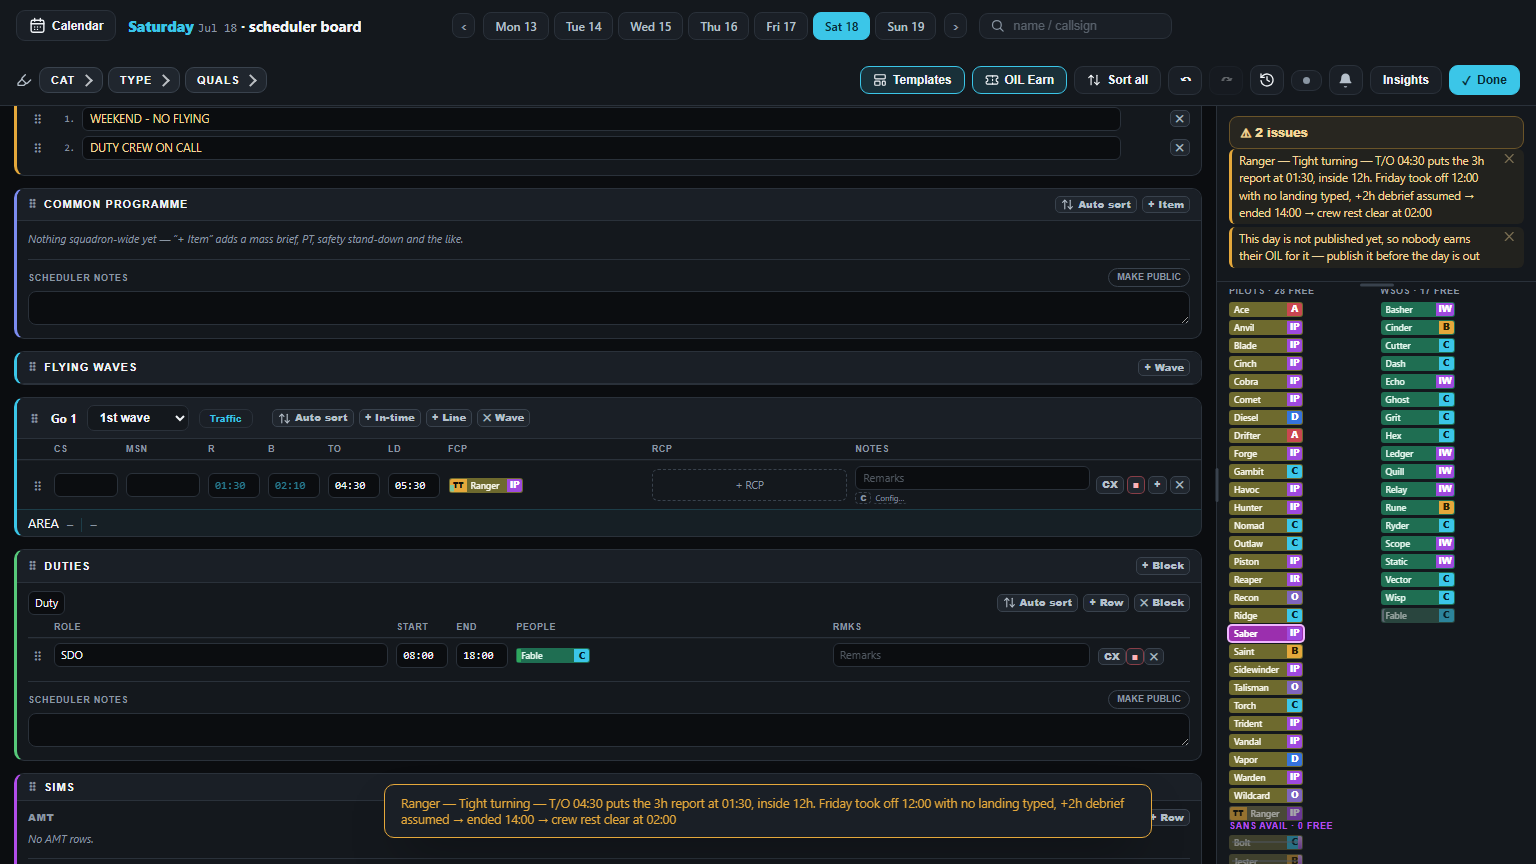 Calendar
Saturday Jul 18 · scheduler board
‹ Mon 13 Tue 14 Wed 15 Thu 16 Fri 17 Sat 18 Sun 19 ›
name / callsign
CAT TYPE QUALS
Templates OIL Earn Sort all Insights ✓ Done
1. WEEKEND - NO FLYING
2. DUTY CREW ON CALL
COMMON PROGRAMME
Auto sort + Item
Nothing squadron-wide yet — "+ Item" adds a mass brief, PT, safety stand-down and the like.
SCHEDULER NOTES MAKE PUBLIC
FLYING WAVES + Wave
Go 1 1st wave Traffic Auto sort + In-time + Line ✕ Wave
CS MSN R B TO LD FCP RCP NOTES
01:30 02:10 04:30 05:30 TT Ranger IP + RCP Remarks CX ■ + ✕
C Config...
AREA – –
DUTIES + Block
Duty Auto sort + Row ✕ Block
ROLE START END PEOPLE RMKS
SDO 08:00 18:00 Fable C Remarks CX ■ ✕
SCHEDULER NOTES MAKE PUBLIC
SIMS
AMT + Row
No AMT rows.
Ranger — Tight turning — T/O 04:30 puts the 3h report at 01:30, inside 12h. Friday took off 12:00 with no landing typed, +2h debrief
assumed → ended 14:00 → crew rest clear at 02:00
⚠ 2 issues
Ranger — Tight turning — T/O 04:30 puts the 3h
report at 01:30, inside 12h. Friday took off 12:00
with no landing typed, +2h debrief assumed →
ended 14:00 → crew rest clear at 02:00
This day is not published yet, so nobody earns
their OIL for it — publish it before the day is out
PILOTS · 28 FREE
Ace A
Anvil IP
Blade IP
Cinch IP
Cobra IP
Comet IP
Diesel D
Drifter A
Forge IP
Gambit C
Havoc IP
Hunter IP
Nomad C
Outlaw C
Piston IP
Reaper IR
Recon O
Ridge C
Saber IP
Saint B
Sidewinder IP
Talisman O
Torch C
Trident IP
Vandal IP
Vapor D
Warden IP
Wildcard O
TT Ranger IP
WSOS · 17 FREE
Basher IW
Cinder B
Cutter C
Dash C
Echo IW
Ghost C
Grit C
Hex C
Ledger IW
Quill IW
Relay IW
Rune B
Ryder C
Scope IW
Static IW
Vector C
Wisp C
Fable C
SANS AVAIL · 0 FREE
Bolt C
Jester